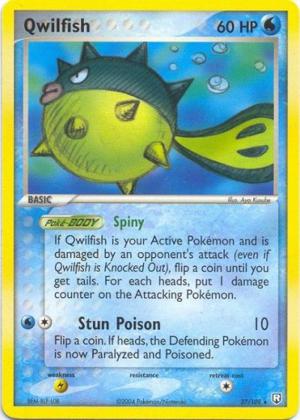 Qwilfish 60 HP
BASIC Illus. Aya Kusube
Poké-BODY Spiny
If Qwilfish is your Active Pokémon and is
damaged by an opponent's attack (even if
Qwilfish is Knocked Out), flip a coin until you
get tails. For each heads, put 1 damage
counter on the Attacking Pokémon.
Stun Poison 10
Flip a coin. If heads, the Defending Pokémon
is now Paralyzed and Poisoned.
weakness resistance retreat cost
©2004 Pokémon/Nintendo
R